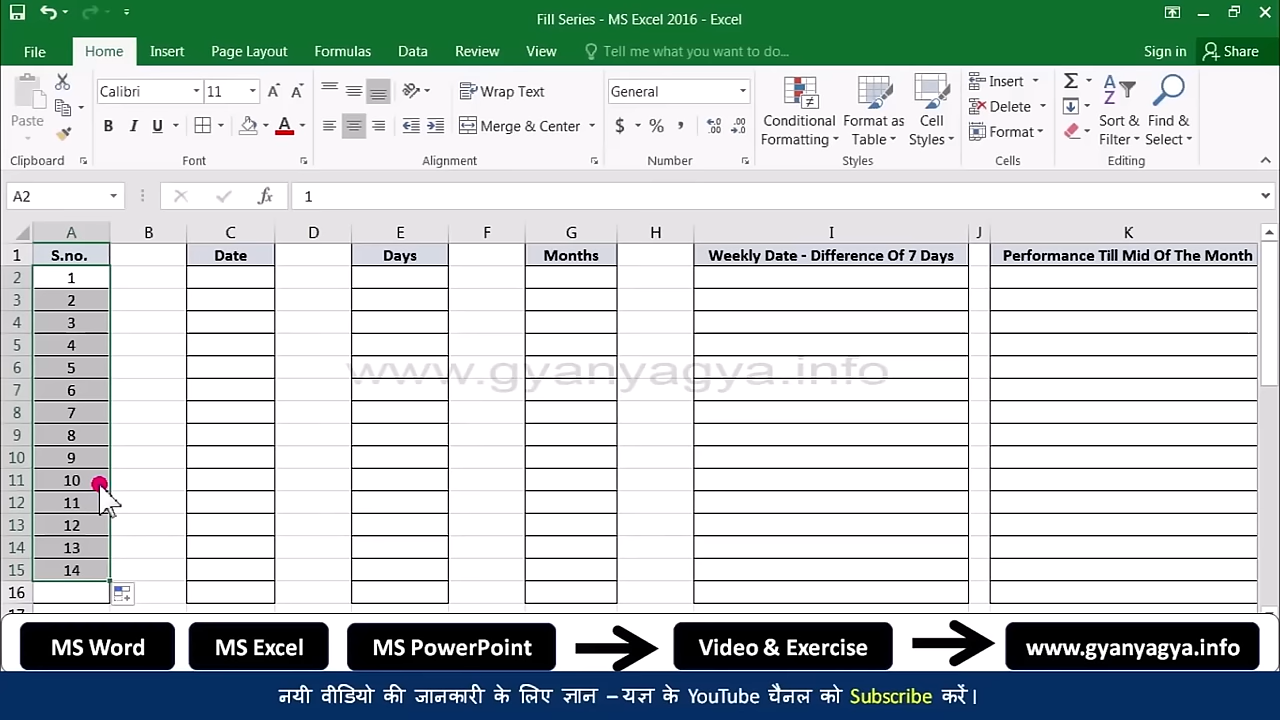 Fill Series - MS Excel 2016 - Excel
File Home Insert Page Layout Formulas Data Review View Tell me what you want to do... Sign in Share
Paste Calibri 11 Wrap Text General Insert
B I U Merge & Center $ % , Conditional Formatting Format as Table Cell Styles Delete Sort & Filter Find & Select
Format
Clipboard Font Alignment Number Styles Cells Editing
A2 fx 1
A B C D E F G H I J K
1 S.no. Date Days Months Weekly Date - Difference Of 7 Days Performance Till Mid Of The Month
2 1
3 2
4 3
5 4
6 5
www.gyanyagya.info
7 6
8 7
9 8
10 9
11 10
12 11
13 12
14 13
15 14
16
MS Word MS Excel MS PowerPoint Video & Exercise www.gyanyagya.info
नयी वीडियो की जानकारी के लिए ज्ञान – यज्ञ के YouTube चैनल को Subscribe करें|